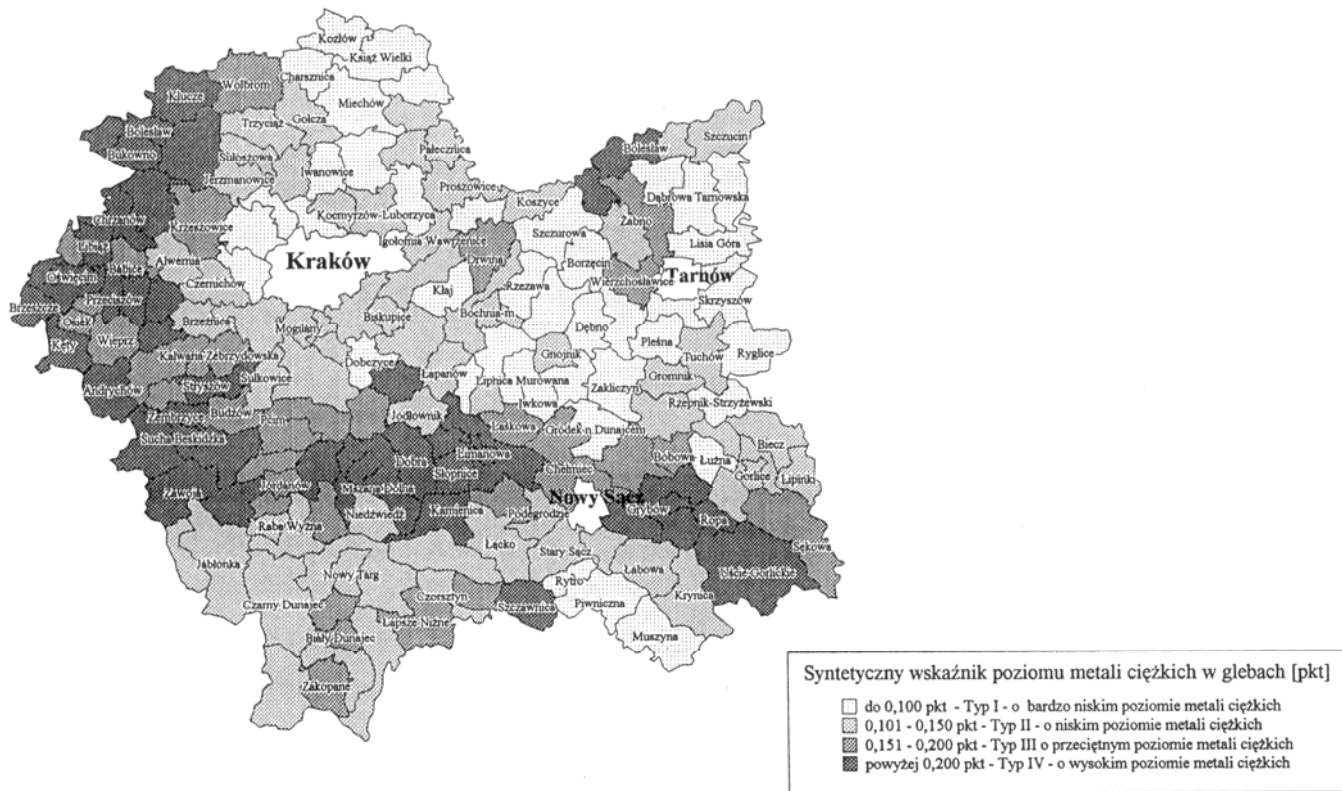 Kozłów
Książ Wielki
Charsznica
Wolbrom
Klucze
Miechów
Gołcza
Trzyciąż
Bolesław
Bukowno
Szczucin
Bolesław
Pałecznica
Sułoszowa
Iwanowice
Jerzmanowice
Proszowice
Dąbrowa Tarnowska
Koszyce
Chrzanów
Krzeszowice
Kocmyrzów-Luborzyca
Żabno
Szczurowa
Libiąż
Igołomia Wawrzeńce
Lisia Góra
Kraków
Alwernia
Drwinia
Borzęcin
Babice
Oświęcim
Tarnów
Wierzchosławice
Czernichów
Kłaj
Rzezawa
Przeciszów
Skrzyszów
Brzeszcze
Bochnia-m
Osiek
Brzeźnica
Mogilany
Biskupice
Dębno
Wieprz
Pleśna
Kęty
Ryglice
Kalwaria-Zebrzydowska
Gnojnik
Tuchów
Dobczyce
Łapanów
Gromnik
Sułkowice
Lipnica Murowana
Zakliczyn
Andrychów
Stryszów
Iwkowa
Rzepnik-Strzyżewski
Budzów
Jodłownik
Zembrzyce
Pcim
Łaskowa
Gródek-n Dunajcem
Sucha-Beskidzka
Biecz
Limanowa
Bobowa
Łużna
Dobra
Słopnice
Chełmiec
Gorlice
Lipinki
Jordanów
Mszana-Dolna
Zawoja
Nowy Sącz
Kamienica
Podegrodzie
Grybów
Raba-Wyżna
Niedźwiedź
Ropa
Łącko
Sękowa
Stary Sącz
Jabłonka
Łabowa
Uście-Gorlickie
Nowy Targ
Rytro
Krynica
Czorsztyn
Szczawnica
Piwniczna
Czarny-Dunajec
Łapsze Niżne
Biały-Dunajec
Muszyna
Zakopane
Syntetyczny wskaźnik poziomu metali ciężkich w glebach [pkt]
do 0,100 pkt - Typ I - o bardzo niskim poziomie metali ciężkich
0,101 - 0,150 pkt - Typ II - o niskim poziomie metali ciężkich
0,151 - 0,200 pkt - Typ III o przeciętnym poziomie metali ciężkich
powyżej 0,200 pkt - Typ IV - o wysokim poziomie metali ciężkich